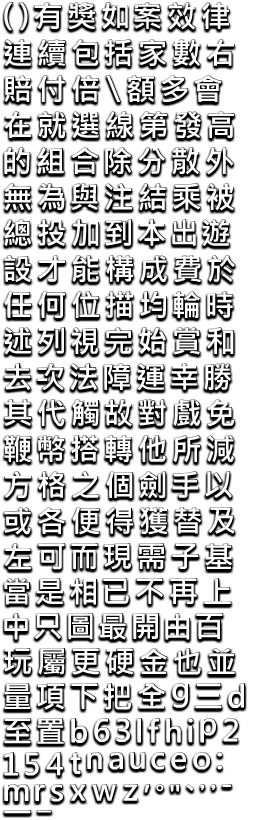 ()有獎如案效律
連續包括家數右
賠付倍\額多會
在就選線第發高
的組合除分散外
無為與注結乘被
總投加到本出遊
設才能構成費於
任何位描均輪時
述列視完始賞和
去次法障運幸勝
其代觸故對戲免
鞭幣搭轉他所減
方格之個劍手以
或各便得獲替及
左可而現需子基
當是相已不再上
中只圖最開由百
玩屬更硬金也並
量項下把全9三d
至置b63lfhip2
154tnauceo:
mrsxwz